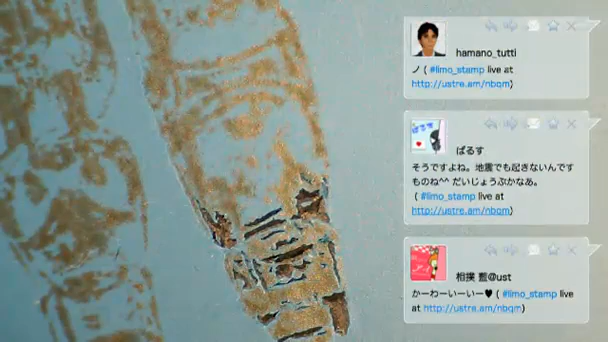 hamano_tutti
ノ ( #limo_stamp live at
http://ustre.am/nbqm)
ぱるす
そうですよね。地震でも起きないんです
ものね^^ だいじょうぶかなあ。
( #limo_stamp live at
http://ustre.am/nbqm)
相撲 藍@ust
かーわーいーいー♥ ( #limo_stamp live
at http://ustre.am/nbqm)